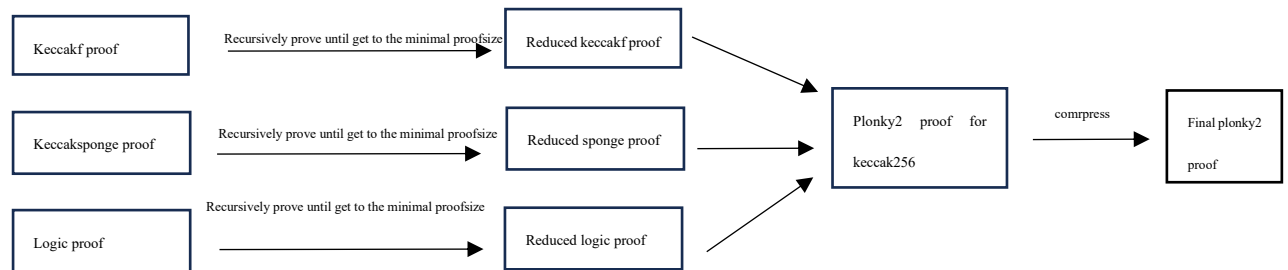 Keccakf proof
Recursively prove until get to the minimal proofsize
Reduced keccakf proof
Keccaksponge proof
Recursively prove until get to the minimal proofsize
Reduced sponge proof
Logic proof
Recursively prove until get to the minimal proofsize
Reduced logic proof
Plonky2 proof for
keccak256
comrpress
Final plonky2
proof